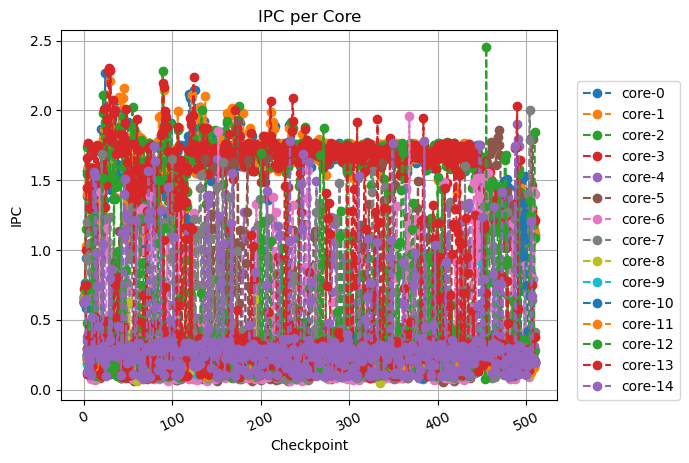 IPC per Core
2.5
2.0
1.5
1.0
0.5
0.0
IPC
0
100
200
300
400
500
Checkpoint
core-0
core-1
core-2
core-3
core-4
core-5
core-6
core-7
core-8
core-9
core-10
core-11
core-12
core-13
core-14